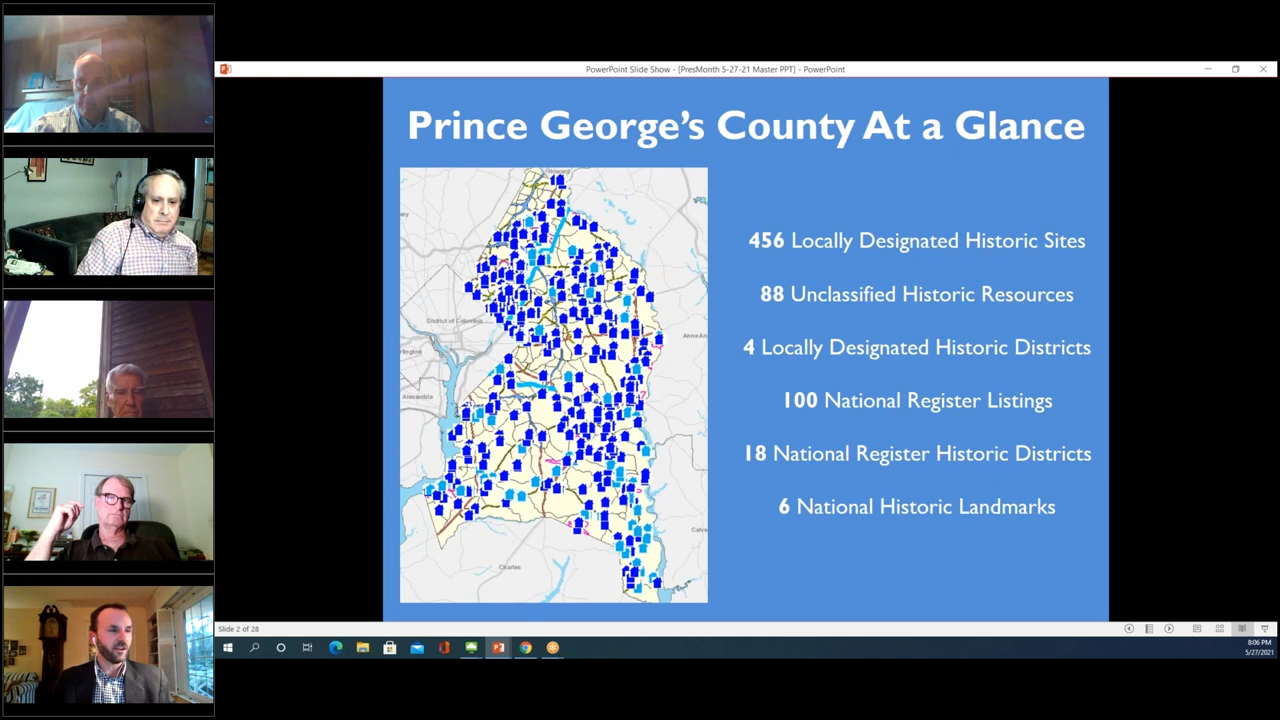 PowerPoint Slide Show - [PresMonth 5-27-21 Master PPT] - PowerPoint
Prince George's County At a Glance
Howard
District of Columbia
Alexandria
Charles
456 Locally Designated Historic Sites
88 Unclassified Historic Resources
4 Locally Designated Historic Districts
100 National Register Listings
18 National Register Historic Districts
6 National Historic Landmarks
Slide 2 of 28
8:06 PM
5/27/2021